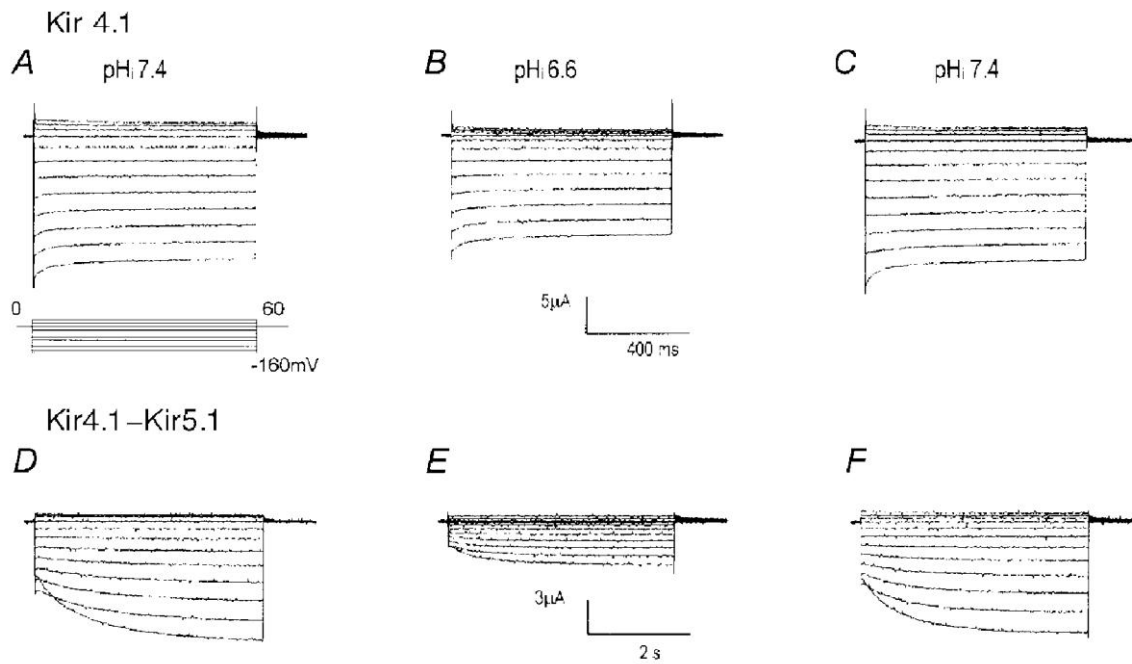 Kir 4.1
A B C
pHi 7.4 pHi 6.6 pHi 7.4
0 60
-160mV
5µA
400 ms
Kir4.1–Kir5.1
D E F
3µA
2 s